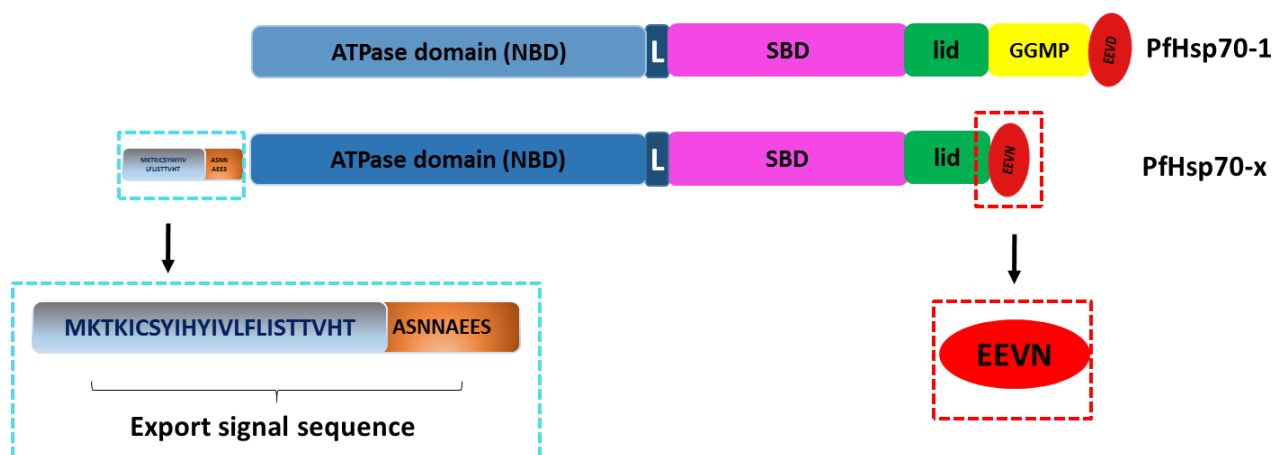 ATPase domain (NBD) L SBD lid GGMP EEVD PfHsp70-1
MKTKICSYIHYIV
LFLISTTVHT
ASNN
AEES
ATPase domain (NBD) L SBD lid EEVN PfHsp70-x
MKTKICSYIHYIVLFLISTTVHT ASNNAEES
EEVN
Export signal sequence